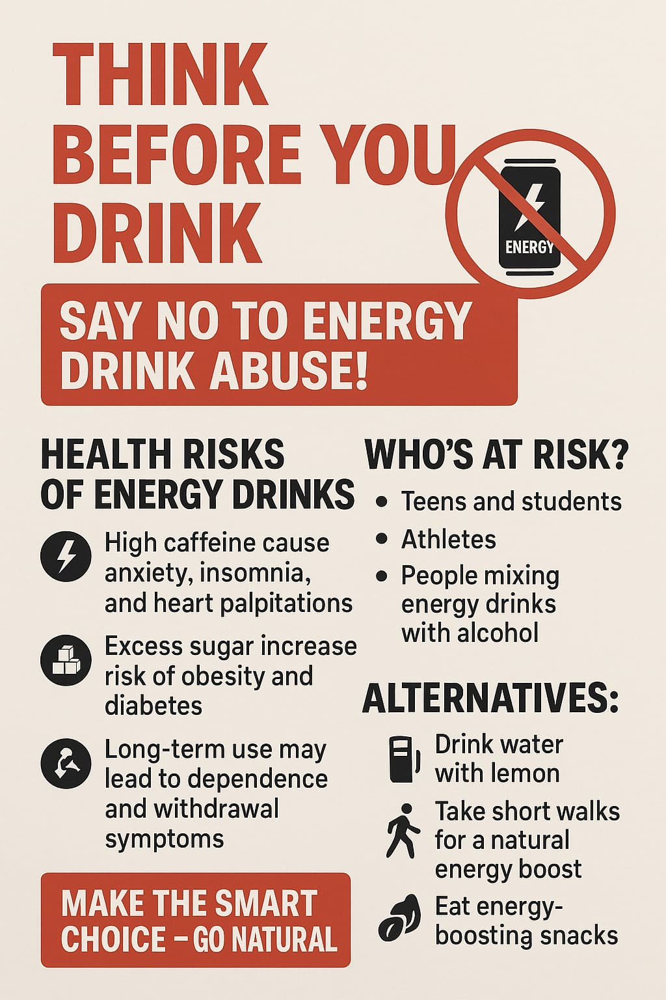 THINK
BEFORE YOU
DRINK
ENERGY
SAY NO TO ENERGY
DRINK ABUSE!
HEALTH RISKS
OF ENERGY DRINKS
High caffeine cause
anxiety, insomnia,
and heart palpitations
Excess sugar increase
risk of obesity and
diabetes
Long-term use may
lead to dependence
and withdrawal
symptoms
MAKE THE SMART
CHOICE – GO NATURAL
WHO'S AT RISK?
• Teens and students
• Athletes
• People mixing
energy drinks
with alcohol
ALTERNATIVES:
Drink water
with lemon
Take short walks
for a natural
energy boost
Eat energy-
boosting snacks